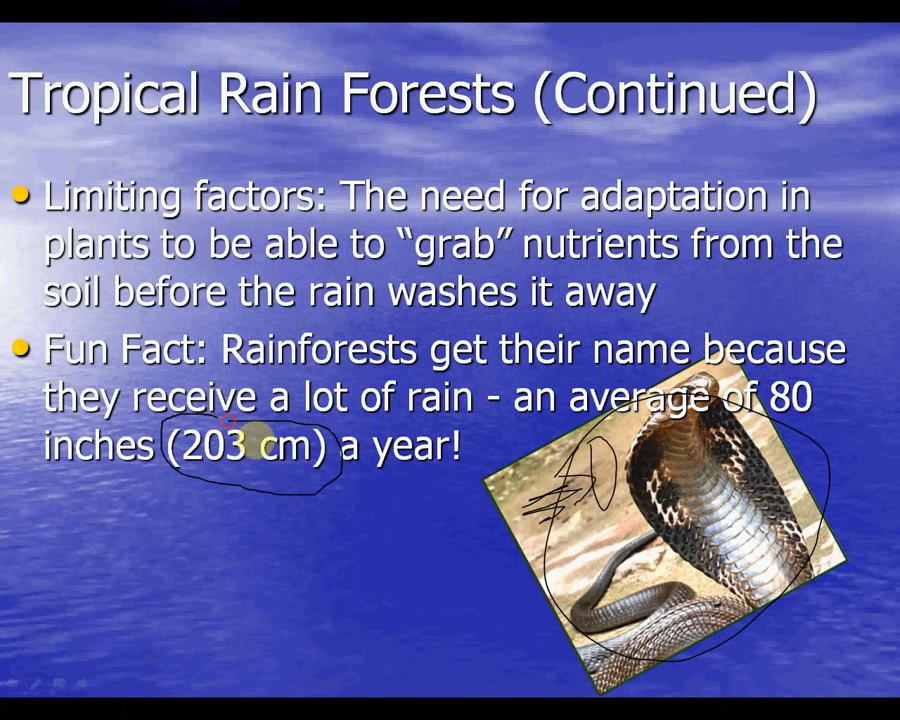 Tropical Rain Forests (Continued)
Limiting factors: The need for adaptation in
plants to be able to “grab” nutrients from the
soil before the rain washes it away
Fun Fact: Rainforests get their name because
they receive a lot of rain - an average of 80
inches (203 cm) a year!